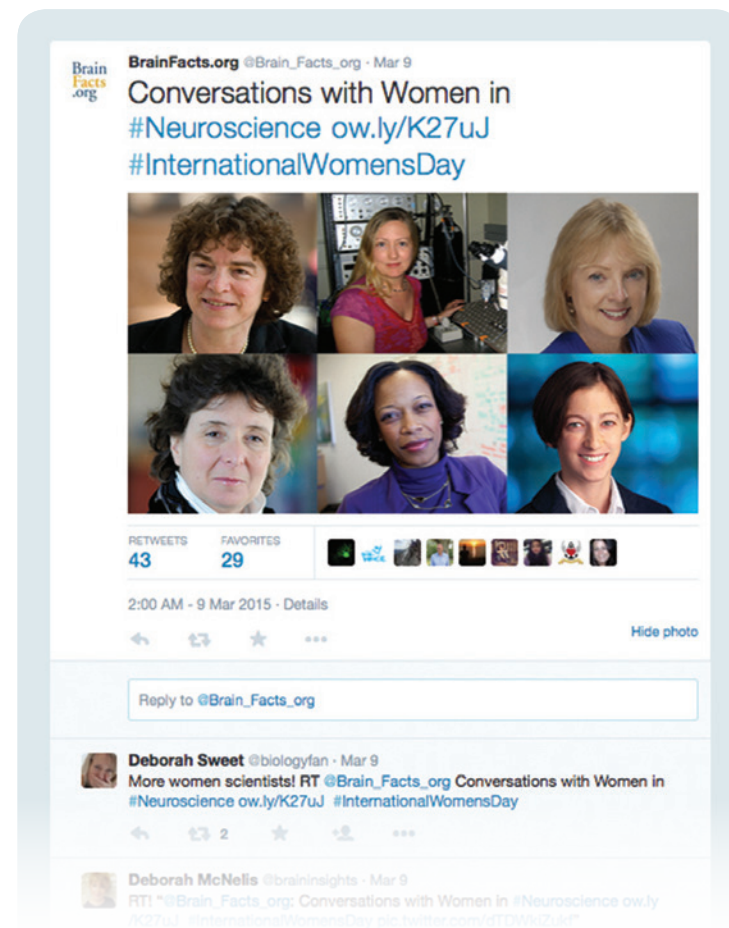 Brain
Facts
.org
BrainFacts.org @Brain_Facts_org · Mar 9
Conversations with Women in
#Neuroscience ow.ly/K27uJ
#InternationalWomensDay
RETWEETS
FAVORITES
43
29
2:00 AM - 9 Mar 2015 · Details
Hide photo
Reply to @Brain_Facts_org
Deborah Sweet @biologyfan · Mar 9
More women scientists! RT @Brain_Facts_org Conversations with Women in
#Neuroscience ow.ly/K27uJ #InternationalWomensDay
2
Deborah McNelis @braininsights · Mar 9
RT! "@Brain_Facts_org: Conversations with Women in #Neuroscience ow.ly
/K27uJ #InternationalWomensDay